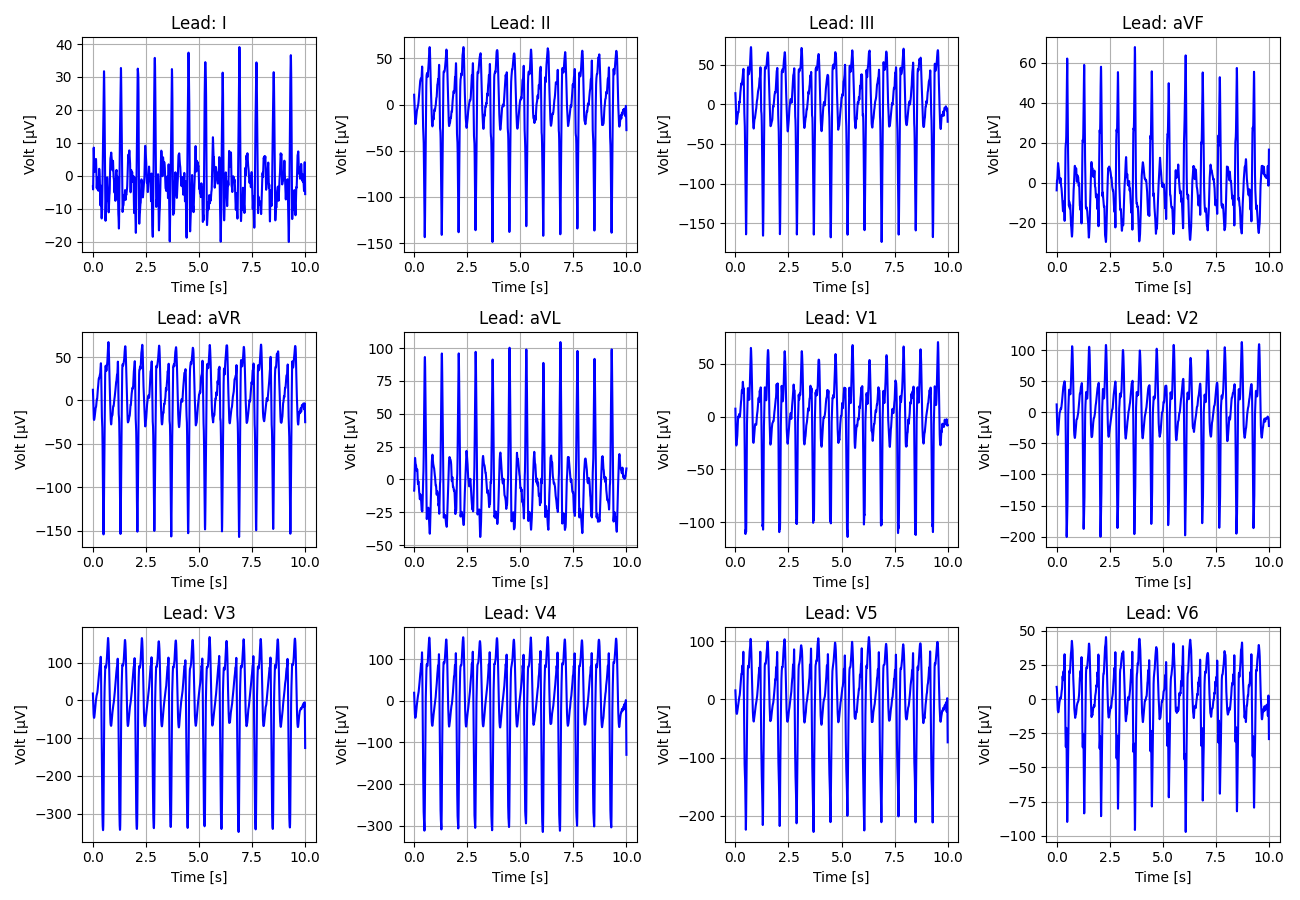 Lead: I
Volt [µV]
40
30
20
10
0
−10
−20
0.0 2.5 5.0 7.5 10.0
Time [s]
Lead: II
Volt [µV]
50
0
−50
−100
−150
0.0 2.5 5.0 7.5 10.0
Time [s]
Lead: III
Volt [µV]
50
0
−50
−100
−150
0.0 2.5 5.0 7.5 10.0
Time [s]
Lead: aVF
Volt [µV]
60
40
20
0
−20
0.0 2.5 5.0 7.5 10.0
Time [s]
Lead: aVR
Volt [µV]
50
0
−50
−100
−150
0.0 2.5 5.0 7.5 10.0
Time [s]
Lead: aVL
Volt [µV]
100
75
50
25
0
−25
−50
0.0 2.5 5.0 7.5 10.0
Time [s]
Lead: V1
Volt [µV]
50
0
−50
−100
0.0 2.5 5.0 7.5 10.0
Time [s]
Lead: V2
Volt [µV]
100
50
0
−50
−100
−150
−200
0.0 2.5 5.0 7.5 10.0
Time [s]
Lead: V3
Volt [µV]
100
0
−100
−200
−300
0.0 2.5 5.0 7.5 10.0
Time [s]
Lead: V4
Volt [µV]
100
0
−100
−200
−300
0.0 2.5 5.0 7.5 10.0
Time [s]
Lead: V5
Volt [µV]
100
0
−100
−200
0.0 2.5 5.0 7.5 10.0
Time [s]
Lead: V6
Volt [µV]
50
25
0
−25
−50
−75
−100
0.0 2.5 5.0 7.5 10.0
Time [s]